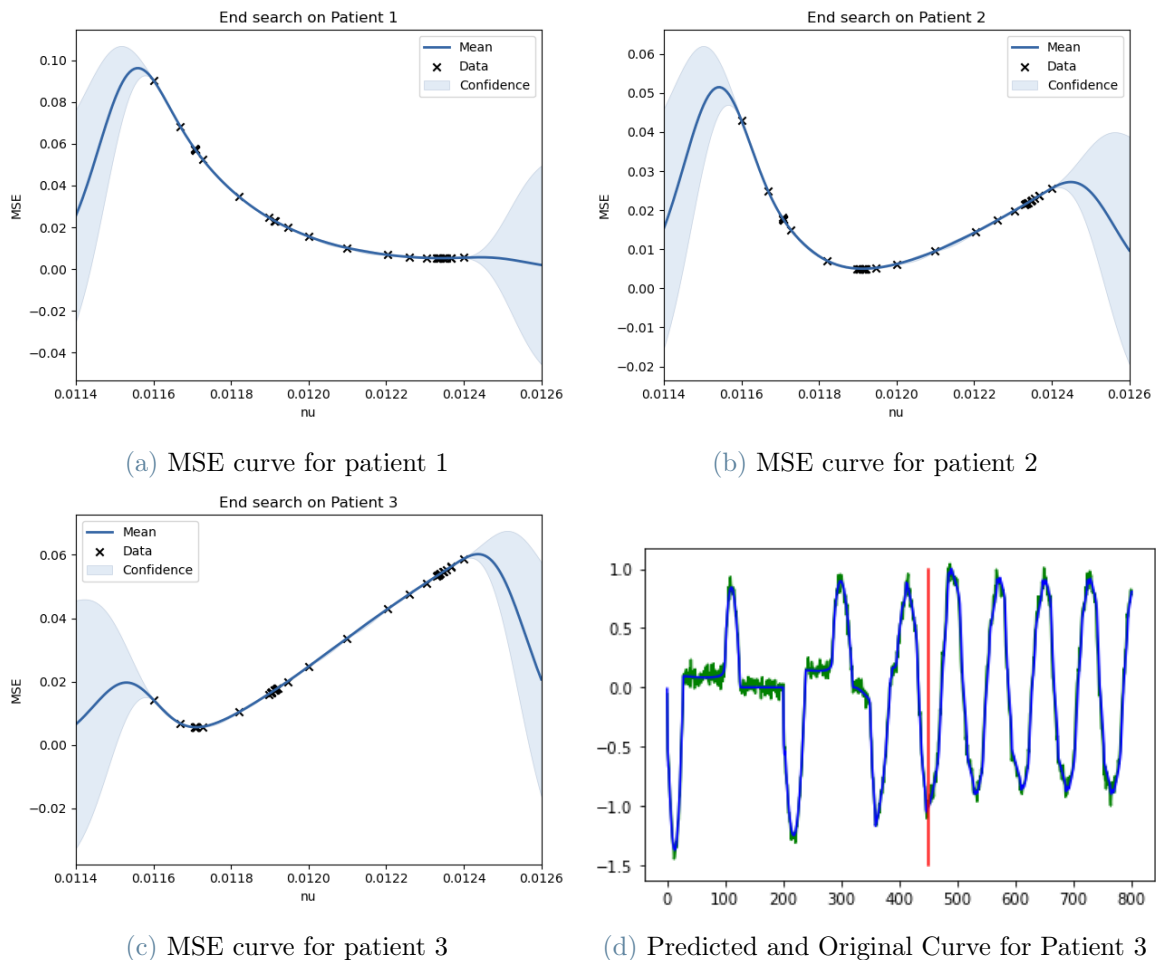 End search on Patient 1
Mean
Data
Confidence
0.10
0.08
0.06
0.04
0.02
0.00
−0.02
−0.04
MSE
0.0114 0.0116 0.0118 0.0120 0.0122 0.0124 0.0126
nu
(a) MSE curve for patient 1
End search on Patient 2
Mean
Data
Confidence
0.06
0.05
0.04
0.03
0.02
0.01
0.00
−0.01
−0.02
MSE
0.0114 0.0116 0.0118 0.0120 0.0122 0.0124 0.0126
nu
(b) MSE curve for patient 2
End search on Patient 3
Mean
Data
Confidence
0.06
0.04
0.02
0.00
−0.02
MSE
0.0114 0.0116 0.0118 0.0120 0.0122 0.0124 0.0126
nu
(c) MSE curve for patient 3
1.0
0.5
0.0
−0.5
−1.0
−1.5
0 100 200 300 400 500 600 700 800
(d) Predicted and Original Curve for Patient 3